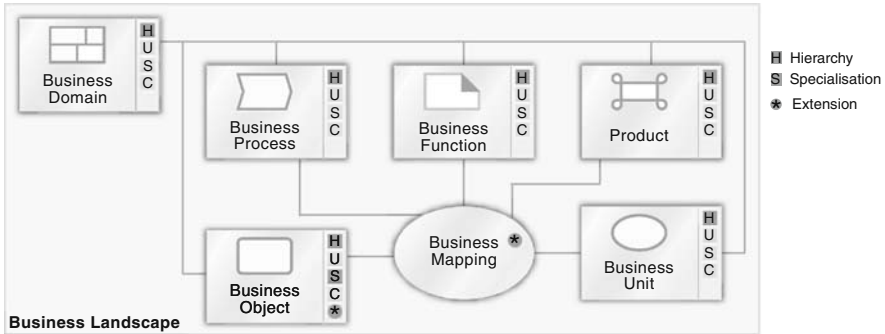 Business
Domain
H
U
S
C
Business
Process
H
U
S
C
Business
Function
H
U
S
C
Product
H
U
S
C
H Hierarchy
S Specialisation
* Extension
Business
Object
H
U
S
C
*
Business
Mapping
*
Business
Unit
H
U
S
C
Business Landscape